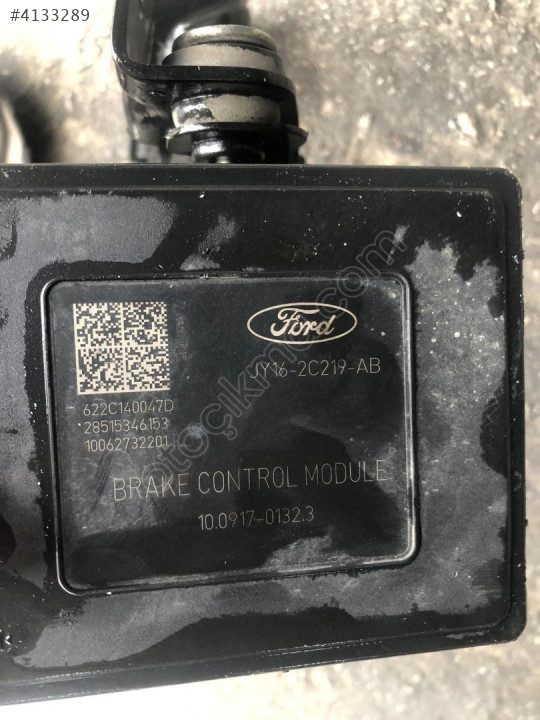 #4133289
Ford
JY16-2C219-AB
622C140047D
28515346153
10062732201
BRAKE CONTROL MODULE
10.0917-0132.3
otoçıkma.com